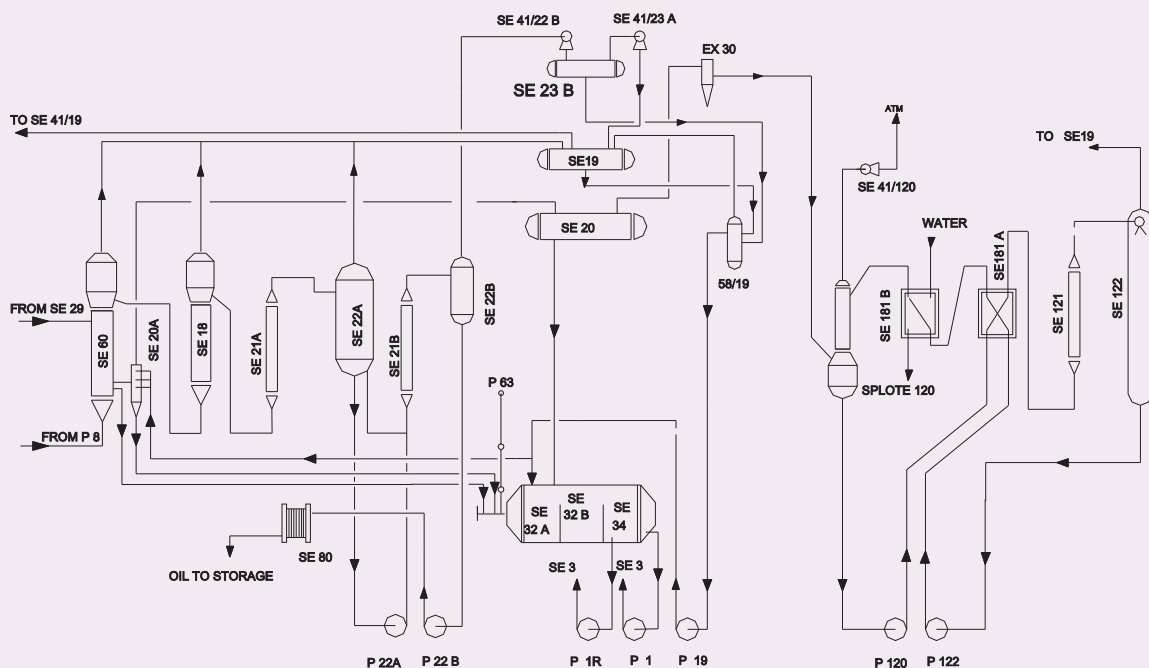 SE 41/22 B
SE 41/23 A
EX 30
SE 23 B
TO SE 41/19
ATM
TO SE19
SE19
SE 41/120
SE 20
WATER
SE181 A
58/19
FROM SE 29
SE 20A
SE 60
SE 18
SE 21A
SE 22A
SE 21B
SE 22B
SE 181 B
SE 121
SE 122
P 63
SPLOTE 120
FROM P 8
SE
32 A
SE
32 B
SE
34
SE 80
OIL TO STORAGE
SE 3
SE 3
P 22A
P 22 B
P 1R
P 1
P 19
P 120
P 122